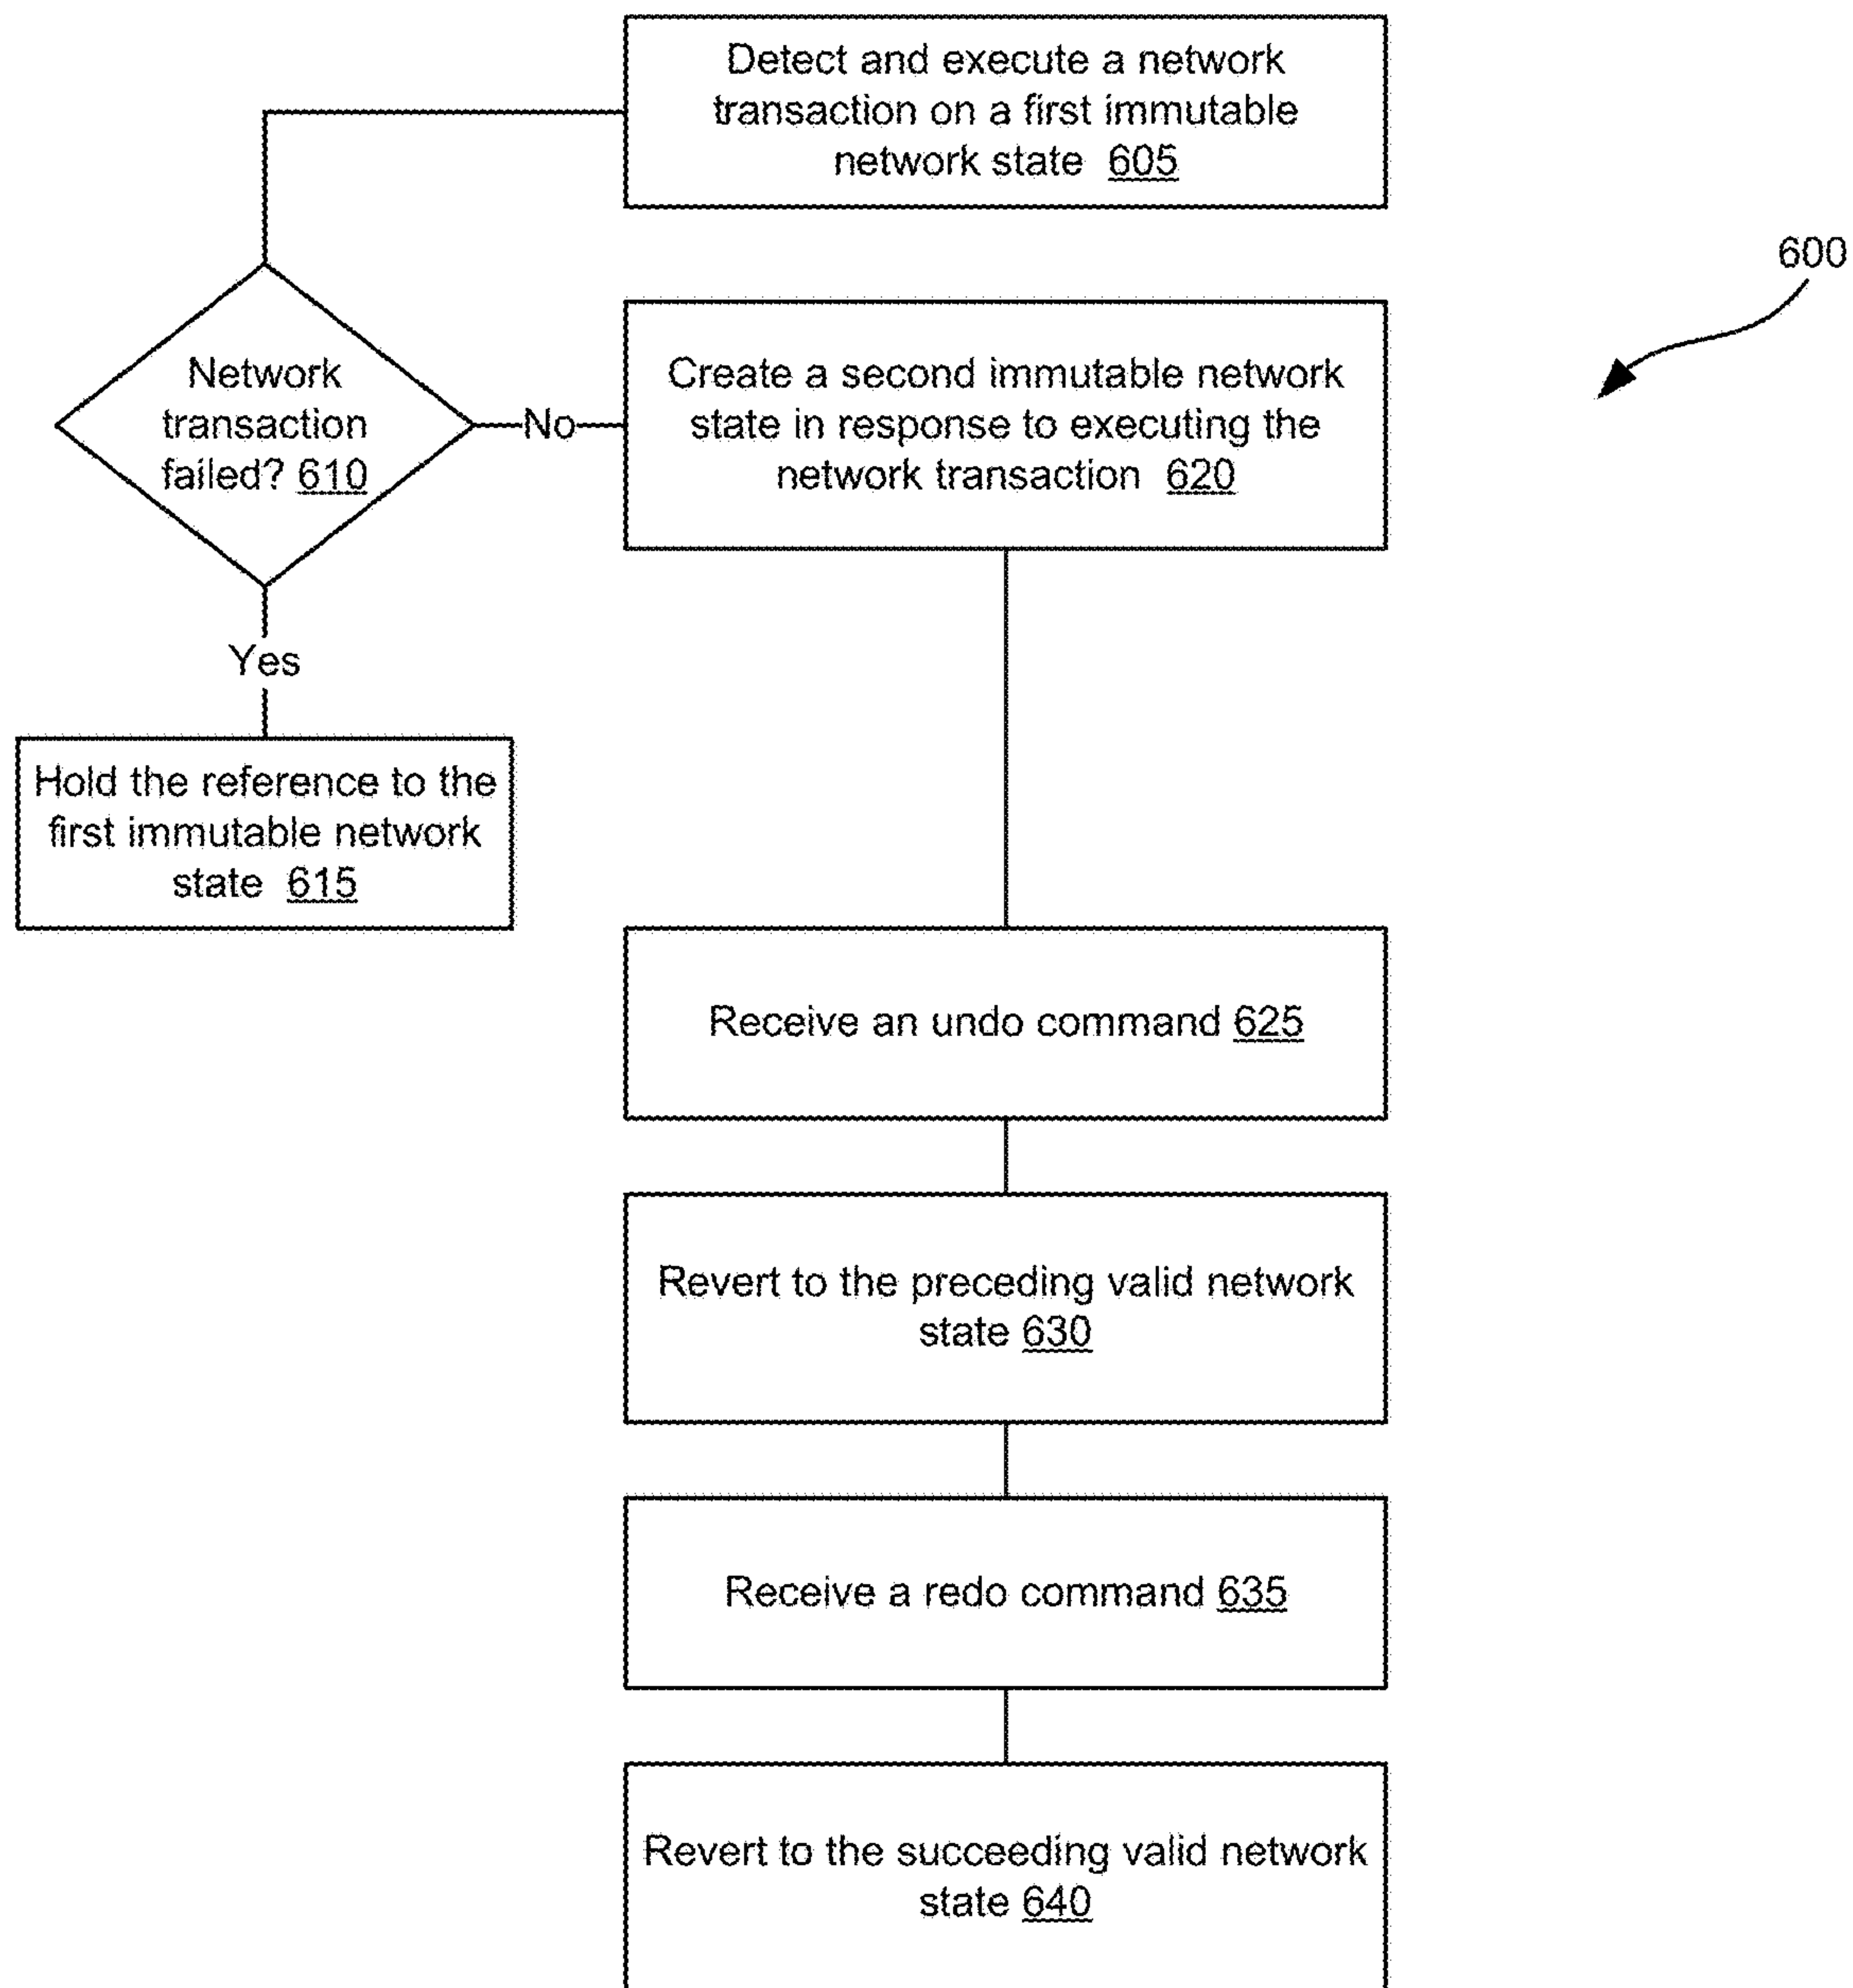 Detect and execute a network
transaction on a first immutable
network state 605
600
Network
transaction
failed? 610
No
Create a second immutable network
state in response to executing the
network transaction 620
Yes
Hold the reference to the
first immutable network
state 615
Receive an undo command 625
Revert to the preceding valid network
state 630
Receive a redo command 635
Revert to the succeeding valid network
state 640